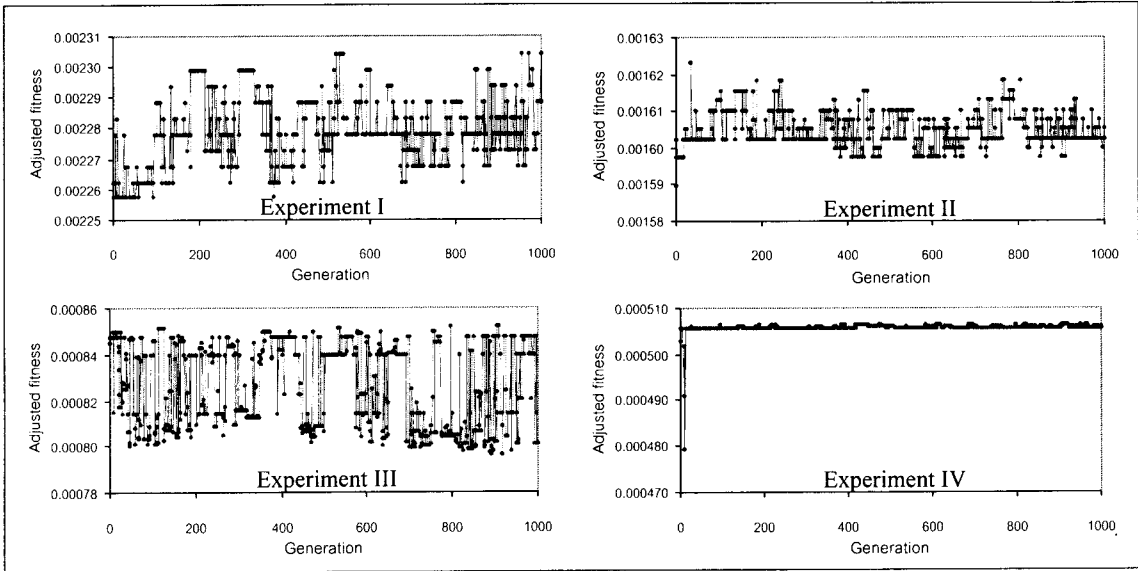 Adjusted fitness
0.00231
0.00230
0.00229
0.00228
0.00227
0.00226
0.00225
Experiment I
0 200 400 600 800 1000
Generation
Adjusted fitness
0.00163
0.00162
0.00161
0.00160
0.00159
0.00158
Experiment II
0 200 400 600 800 1000
Generation
Adjusted fitness
0.00086
0.00084
0.00082
0.00080
0.00078
Experiment III
0 200 400 600 800 1000
Generation
Adjusted fitness
0.000510
0.000500
0.000490
0.000480
0.000470
Experiment IV
0 200 400 600 800 1000
Generation